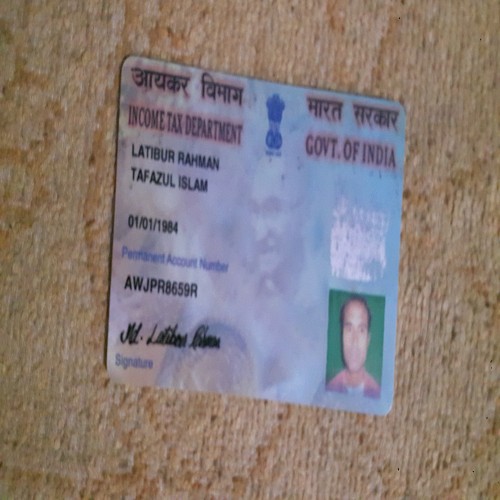 आयकर विभाग
INCOME TAX DEPARTMENT
भारत सरकार
GOVT. OF INDIA
LATIBUR RAHMAN
TAFAZUL ISLAM
01/01/1984
Permanent Account Number
AWJPR8659R
Md. Latibur Rahman
Signature